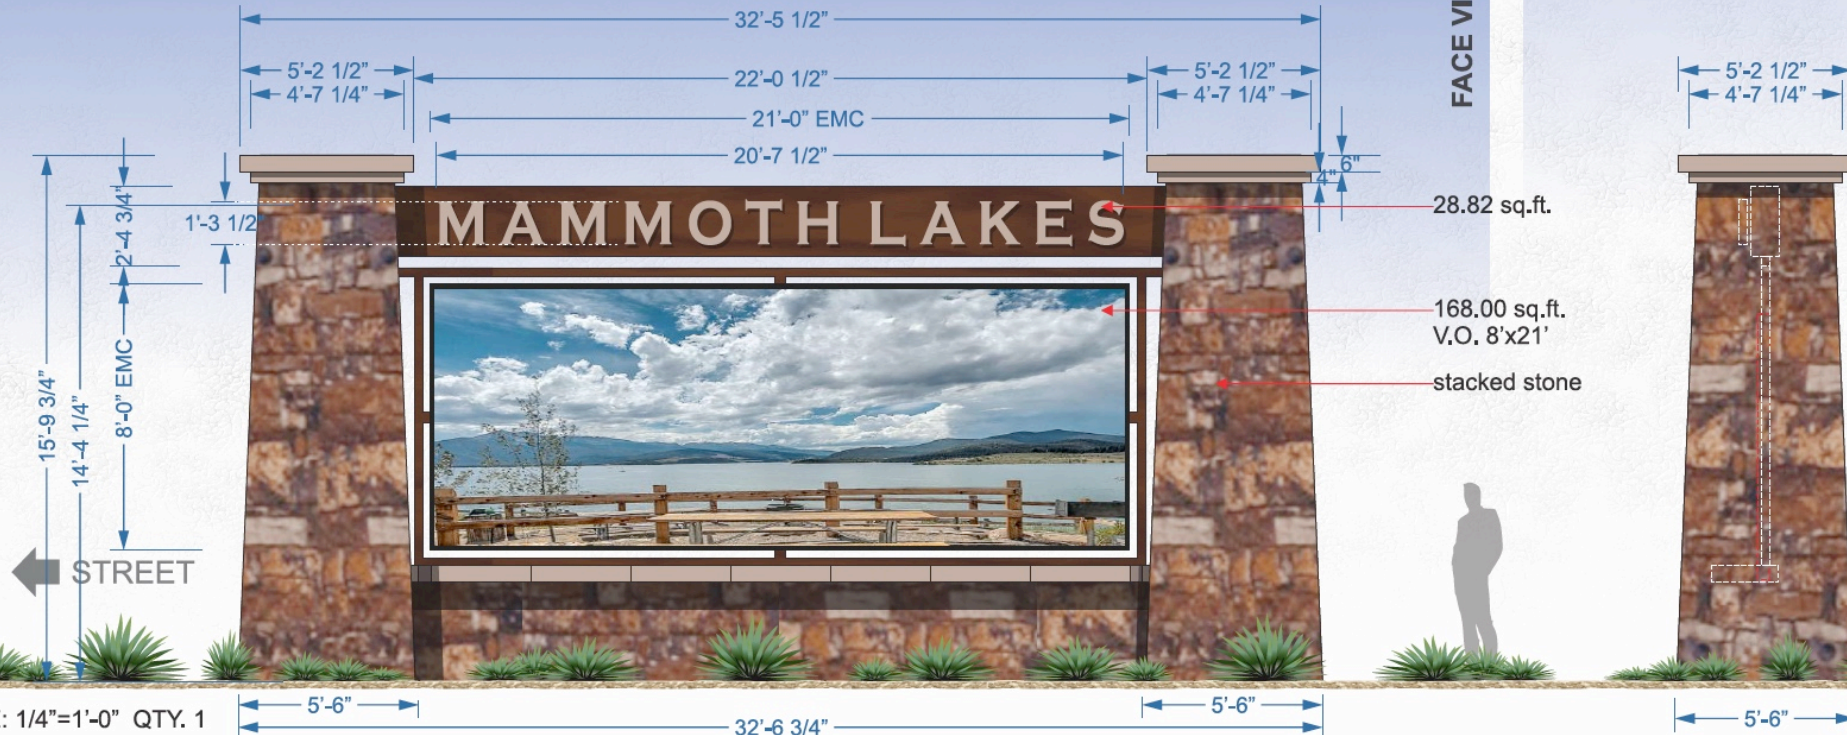 32'-5 1/2"
5'-2 1/2"
22'-0 1/2"
5'-2 1/2"
5'-2 1/2"
4'-7 1/4"
4'-7 1/4"
4'-7 1/4"
21'-0" EMC
20'-7 1/2"
FACE VI
6"
4"
2'-4 3/4"
1'-3 1/2"
MAMMOTH LAKES
28.82 sq.ft.
168.00 sq.ft.
V.O. 8'x21'
stacked stone
15'-9 3/4"
14'-4 1/4"
8'-0" EMC
STREET
5'-6"
5'-6"
5'-6"
: 1/4"=1'-0" QTY. 1
32'-6 3/4"